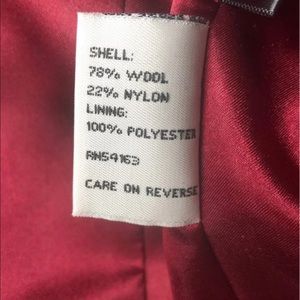 SHELL:
78% WOOL
22% NYLON
LINING:
100% POLYESTER
RN54163
CARE ON REVERSE